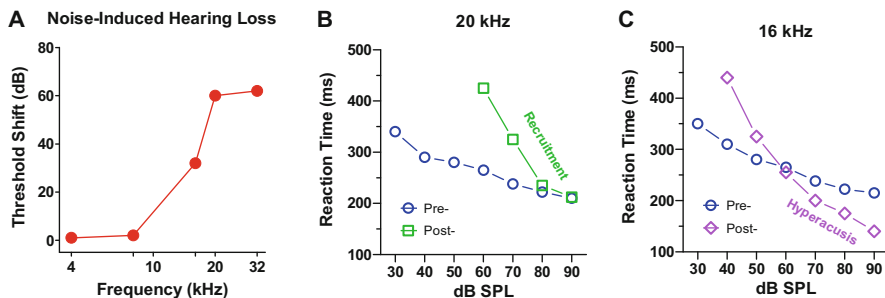 A
Noise-Induced Hearing Loss
Threshold Shift (dB)
80
60
40
20
0
4
10
20
32
Frequency (kHz)
B
20 kHz
Reaction Time (ms)
500
400
300
200
100
Recruitment
Pre-
Post-
30 40 50 60 70 80 90
dB SPL
C
16 kHz
Reaction Time (ms)
500
400
300
200
100
Hyperacusis
Pre-
Post-
30 40 50 60 70 80 90
dB SPL